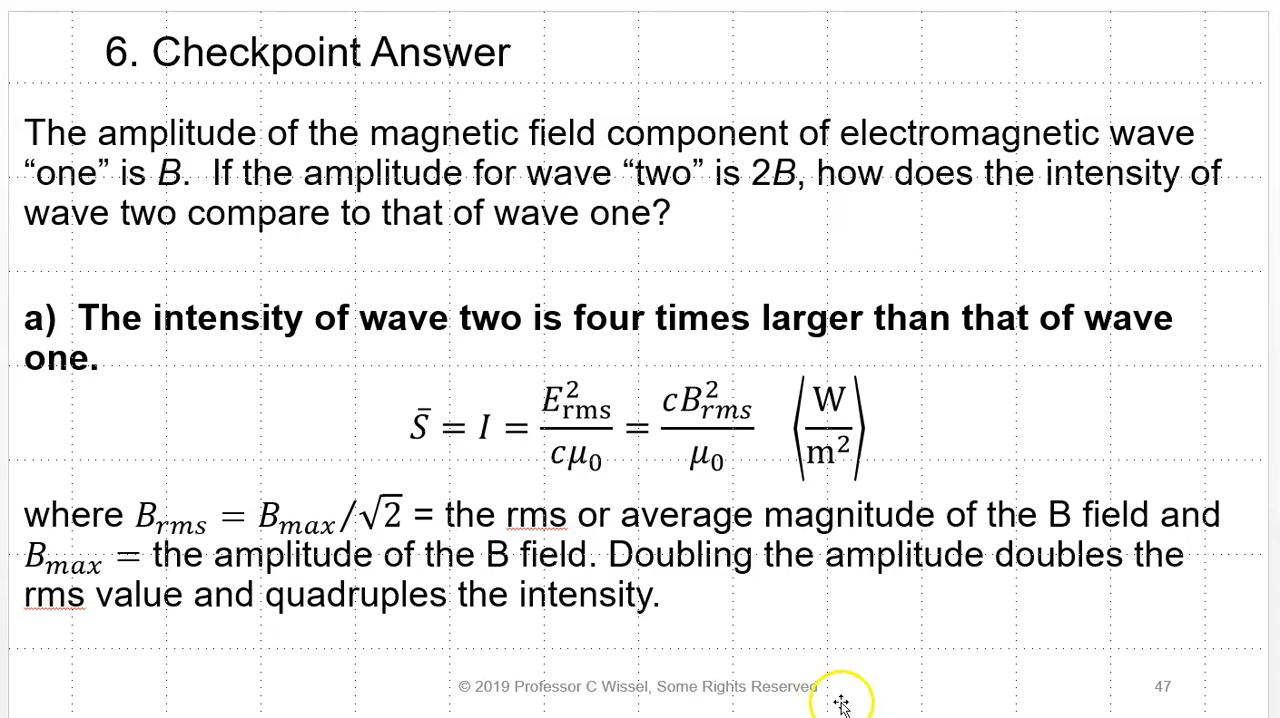 6. Checkpoint Answer
The amplitude of the magnetic field component of electromagnetic wave
“one” is B.  If the amplitude for wave “two” is 2B, how does the intensity of
wave two compare to that of wave one?
a)  The intensity of wave two is four times larger than that of wave
one.
S̄ = I = E²rms/cμ₀ = cB²rms/μ₀ ⟨W/m²⟩
where Brms = Bmax/√2 = the rms or average magnitude of the B field and
Bmax = the amplitude of the B field. Doubling the amplitude doubles the
rms value and quadruples the intensity.
© 2019 Professor C Wissel, Some Rights Reserved 47